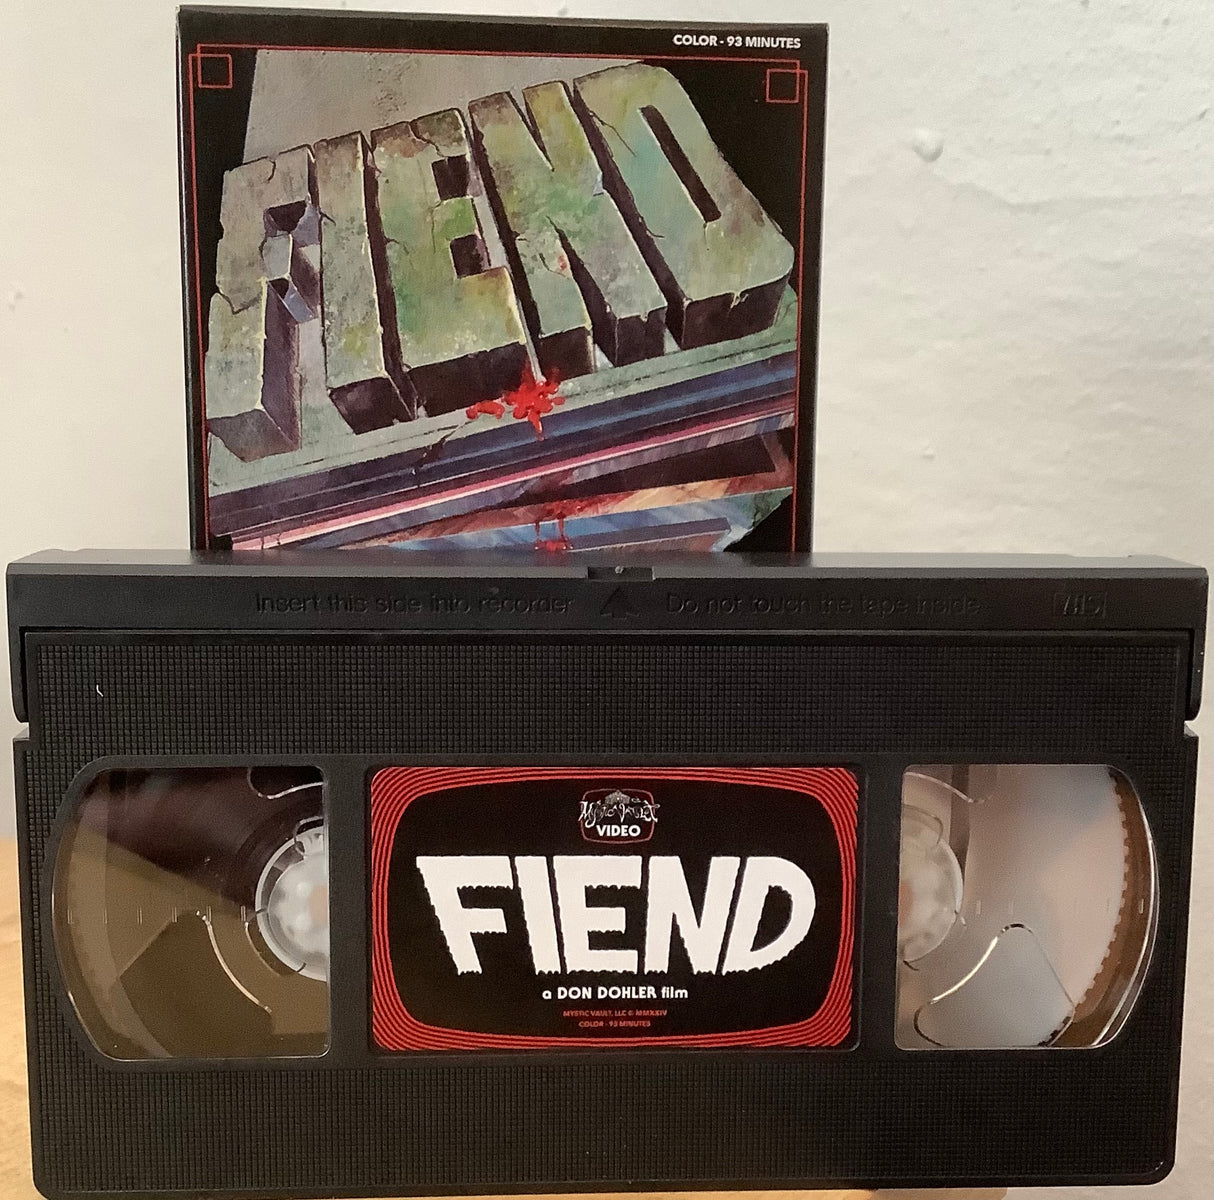 COLOR - 93 MINUTES
FIEND
Insert this side into recorder Do not touch the tape inside VHS
Mystic Vault
VIDEO
FIEND
a DON DOHLER film
MYSTIC VAULT, LLC © MMXXIV
COLOR - 93 MINUTES